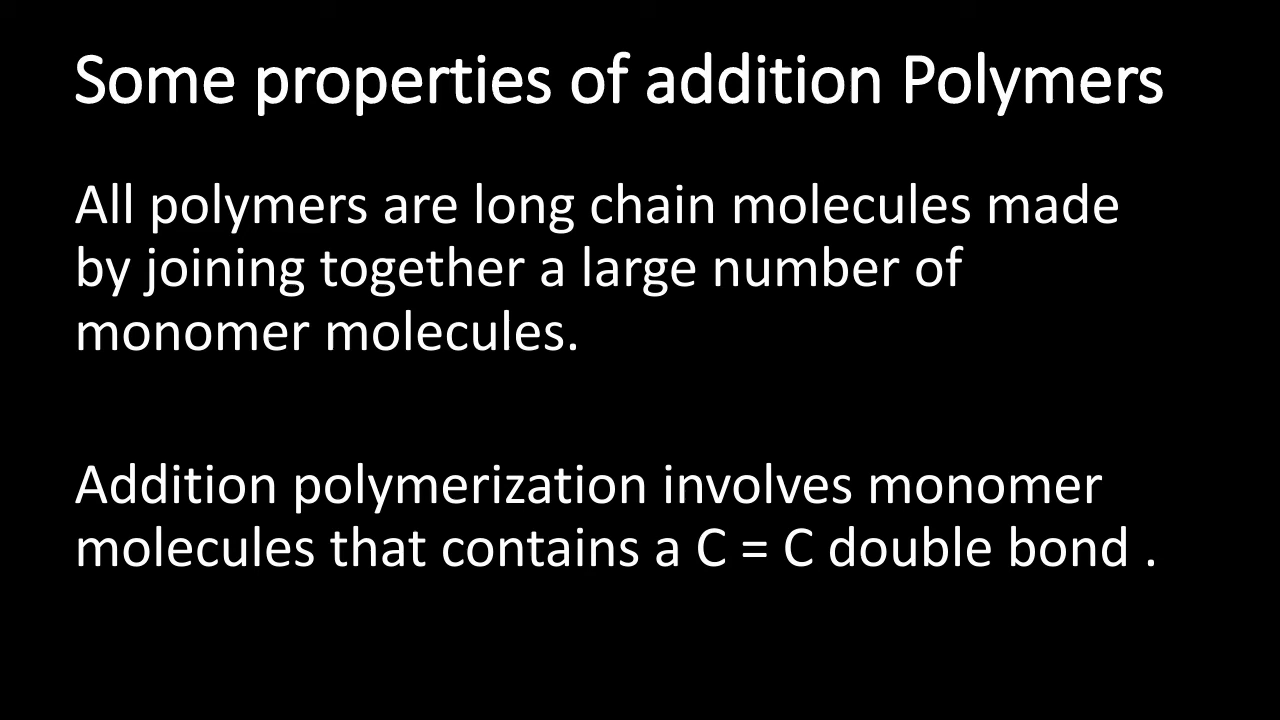 Some properties of addition Polymers
All polymers are long chain molecules made
by joining together a large number of
monomer molecules.
Addition polymerization involves monomer
molecules that contains a C = C double bond .